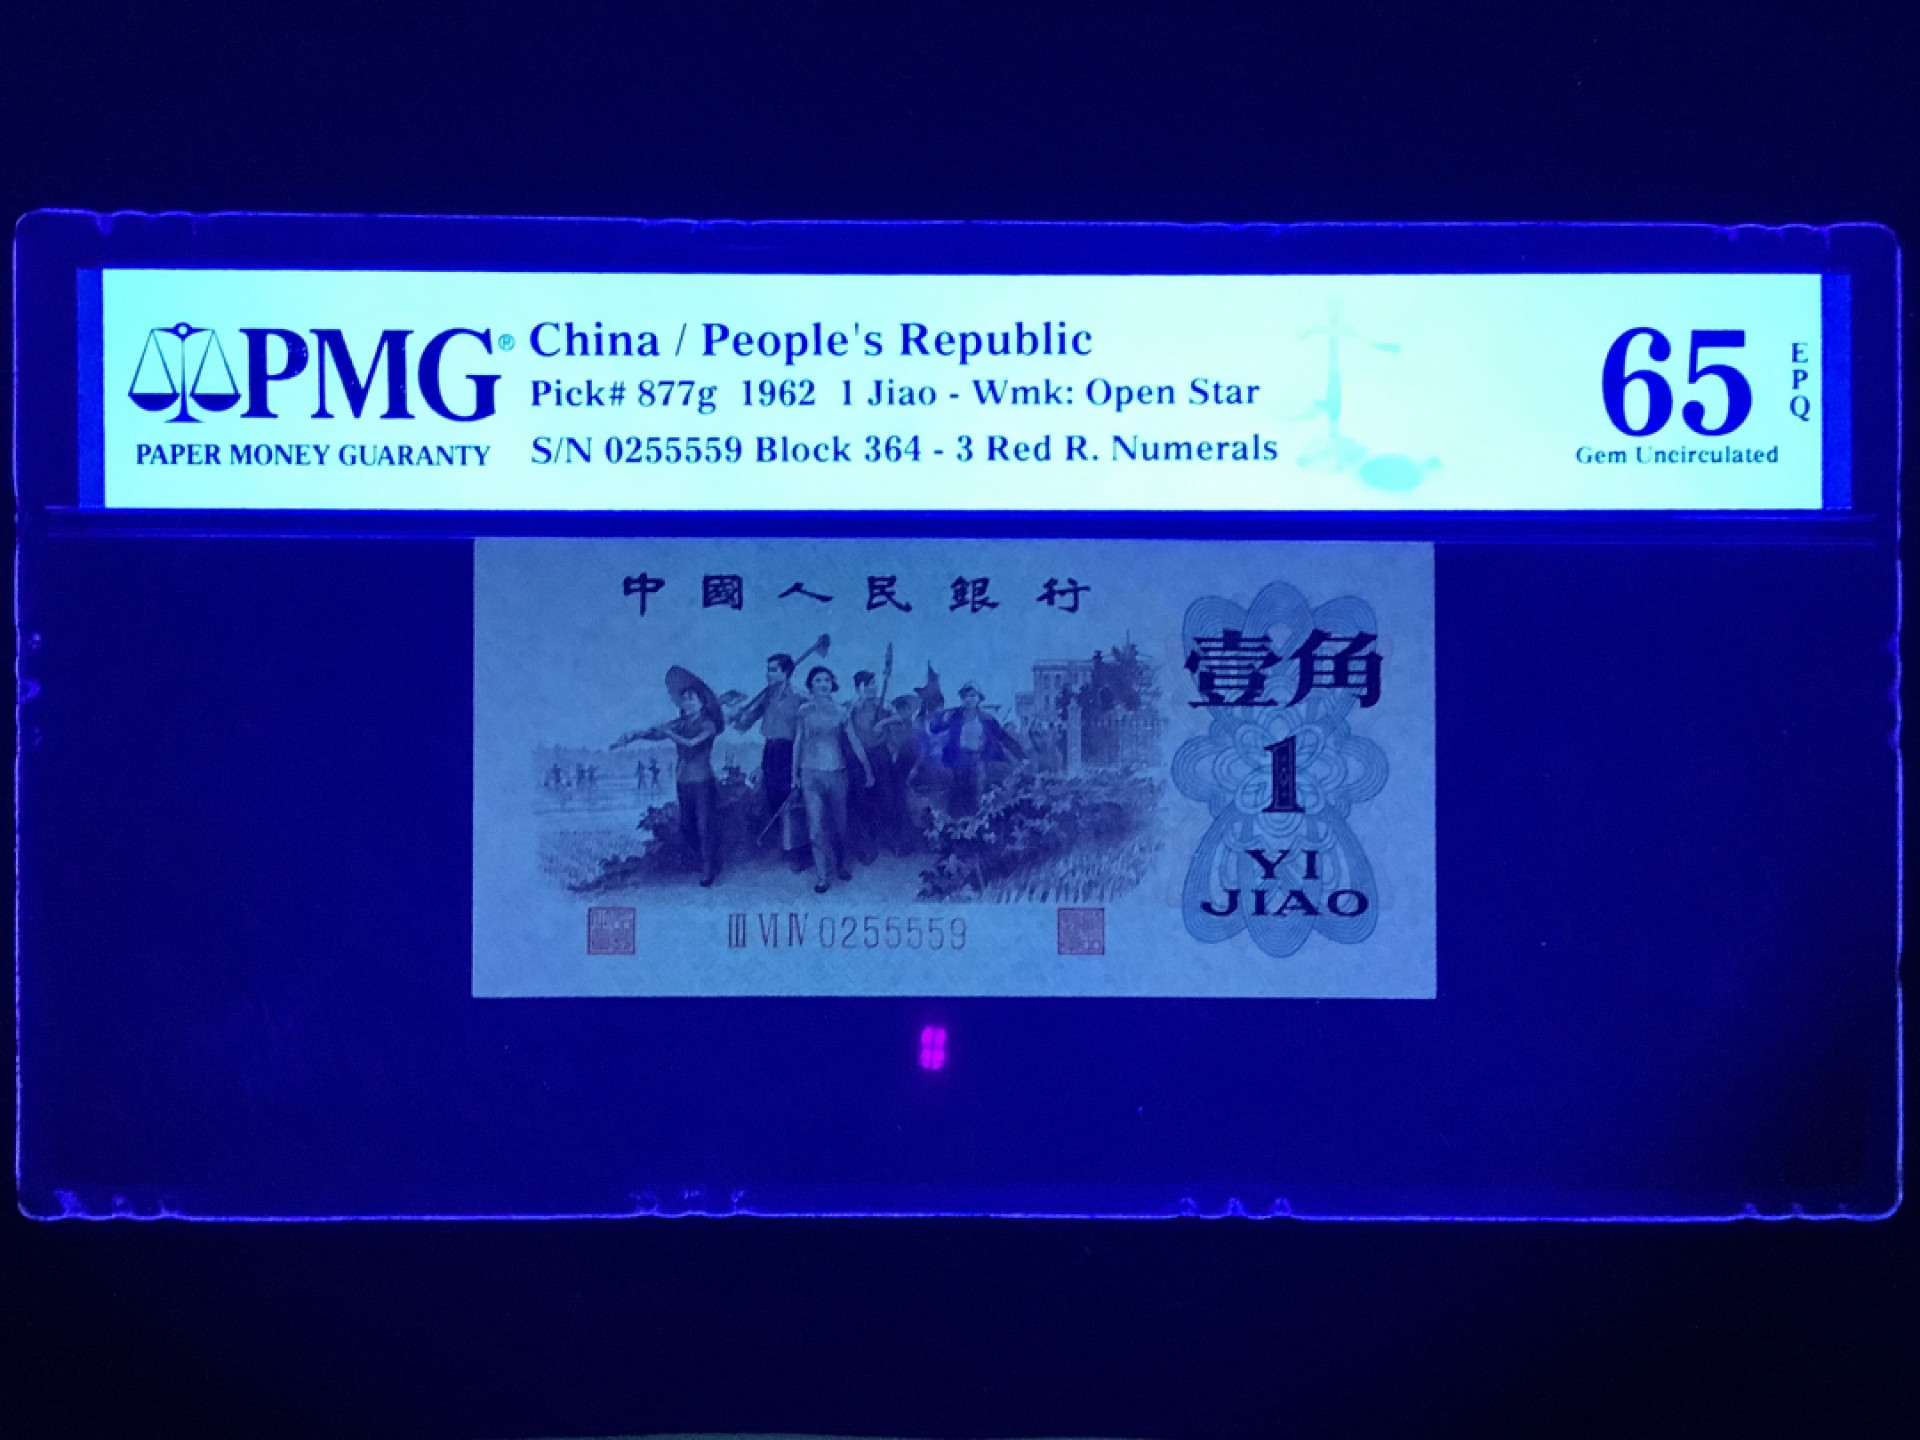 PMG®
PAPER MONEY GUARANTY
China / People's Republic
Pick# 877g 1962 1 Jiao - Wmk: Open Star
S/N 0255559 Block 364 - 3 Red R. Numerals
65
EPQ
Gem Uncirculated
中國人民銀行
壹角
1
YI
JIAO
III VI IV 0255559